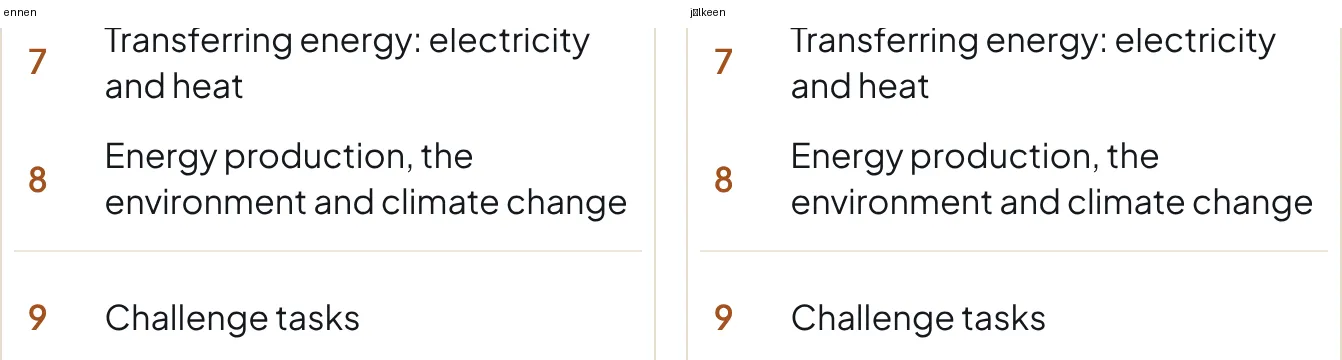 ennen
7 Transferring energy: electricity
and heat
8 Energy production, the
environment and climate change
9 Challenge tasks
7 Transferring energy: electricity
and heat
8 Energy production, the
environment and climate change
9 Challenge tasks